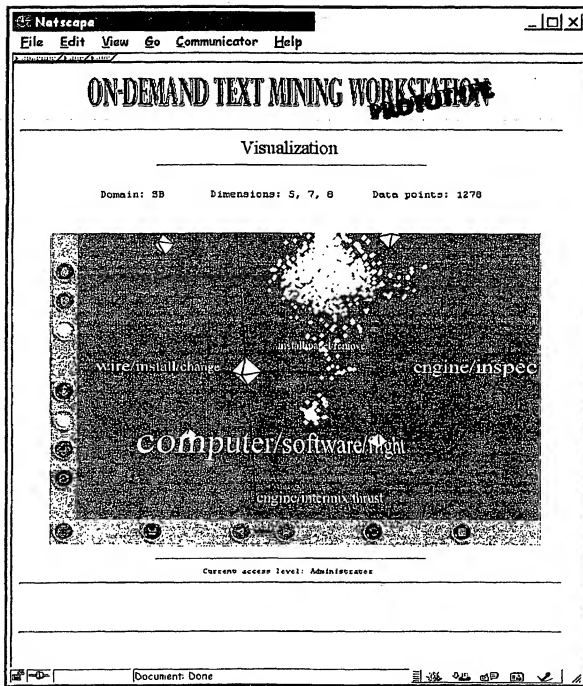 Netscape
File Edit View Go Communicator Help
ON-DEMAND TEXT MINING WORKSTATION
PROTOTYPE
Visualization
Domain: SB Dimensions: 5, 7, 8 Data points: 1278
wire/install/change
engine/inspec
computer/software/flight
engine/intermix/thrust
Current access level: Administrator
Document: Done